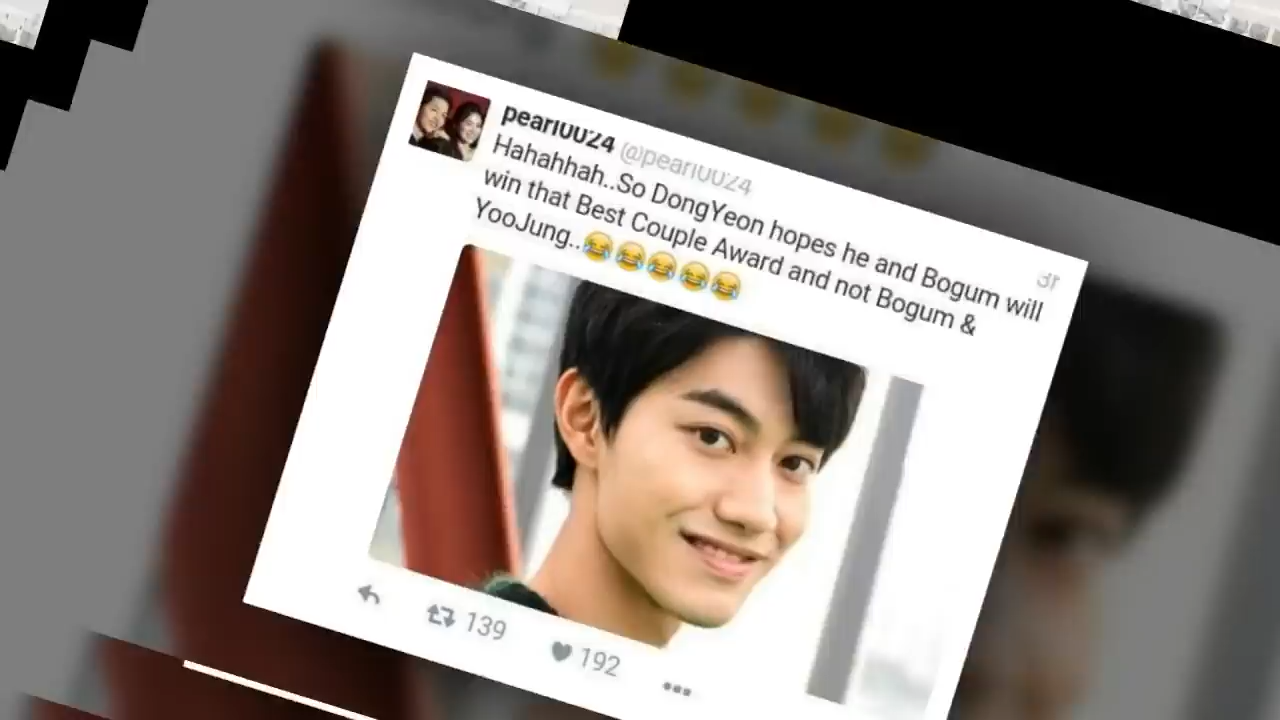 pearl0024 @pearl0024
3h
Hahahhah..So DongYeon hopes he and Bogum will
win that Best Couple Award and not Bogum &
YooJung..😂😂😂😂😂
139
192